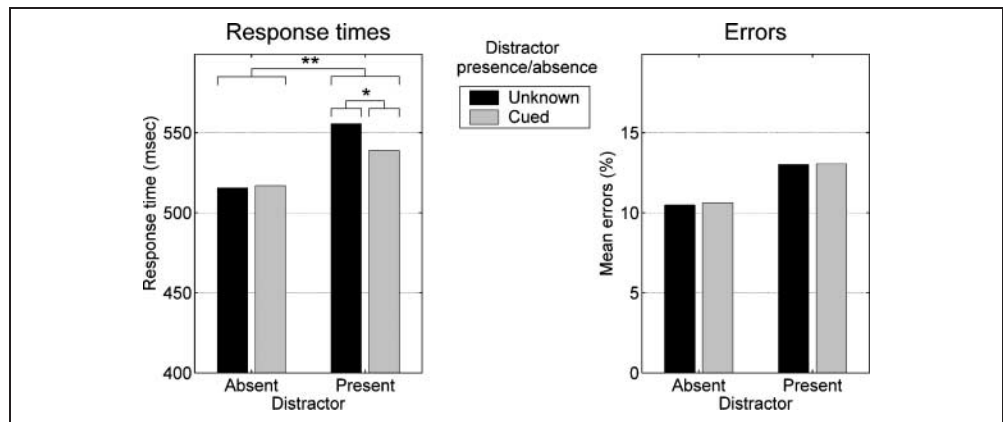 Response times
**
*
Response time (msec)
550
500
450
400
Absent
Present
Distractor
Distractor
presence/absence
Unknown
Cued
Errors
Mean errors (%)
15
10
5
0
Absent
Present
Distractor